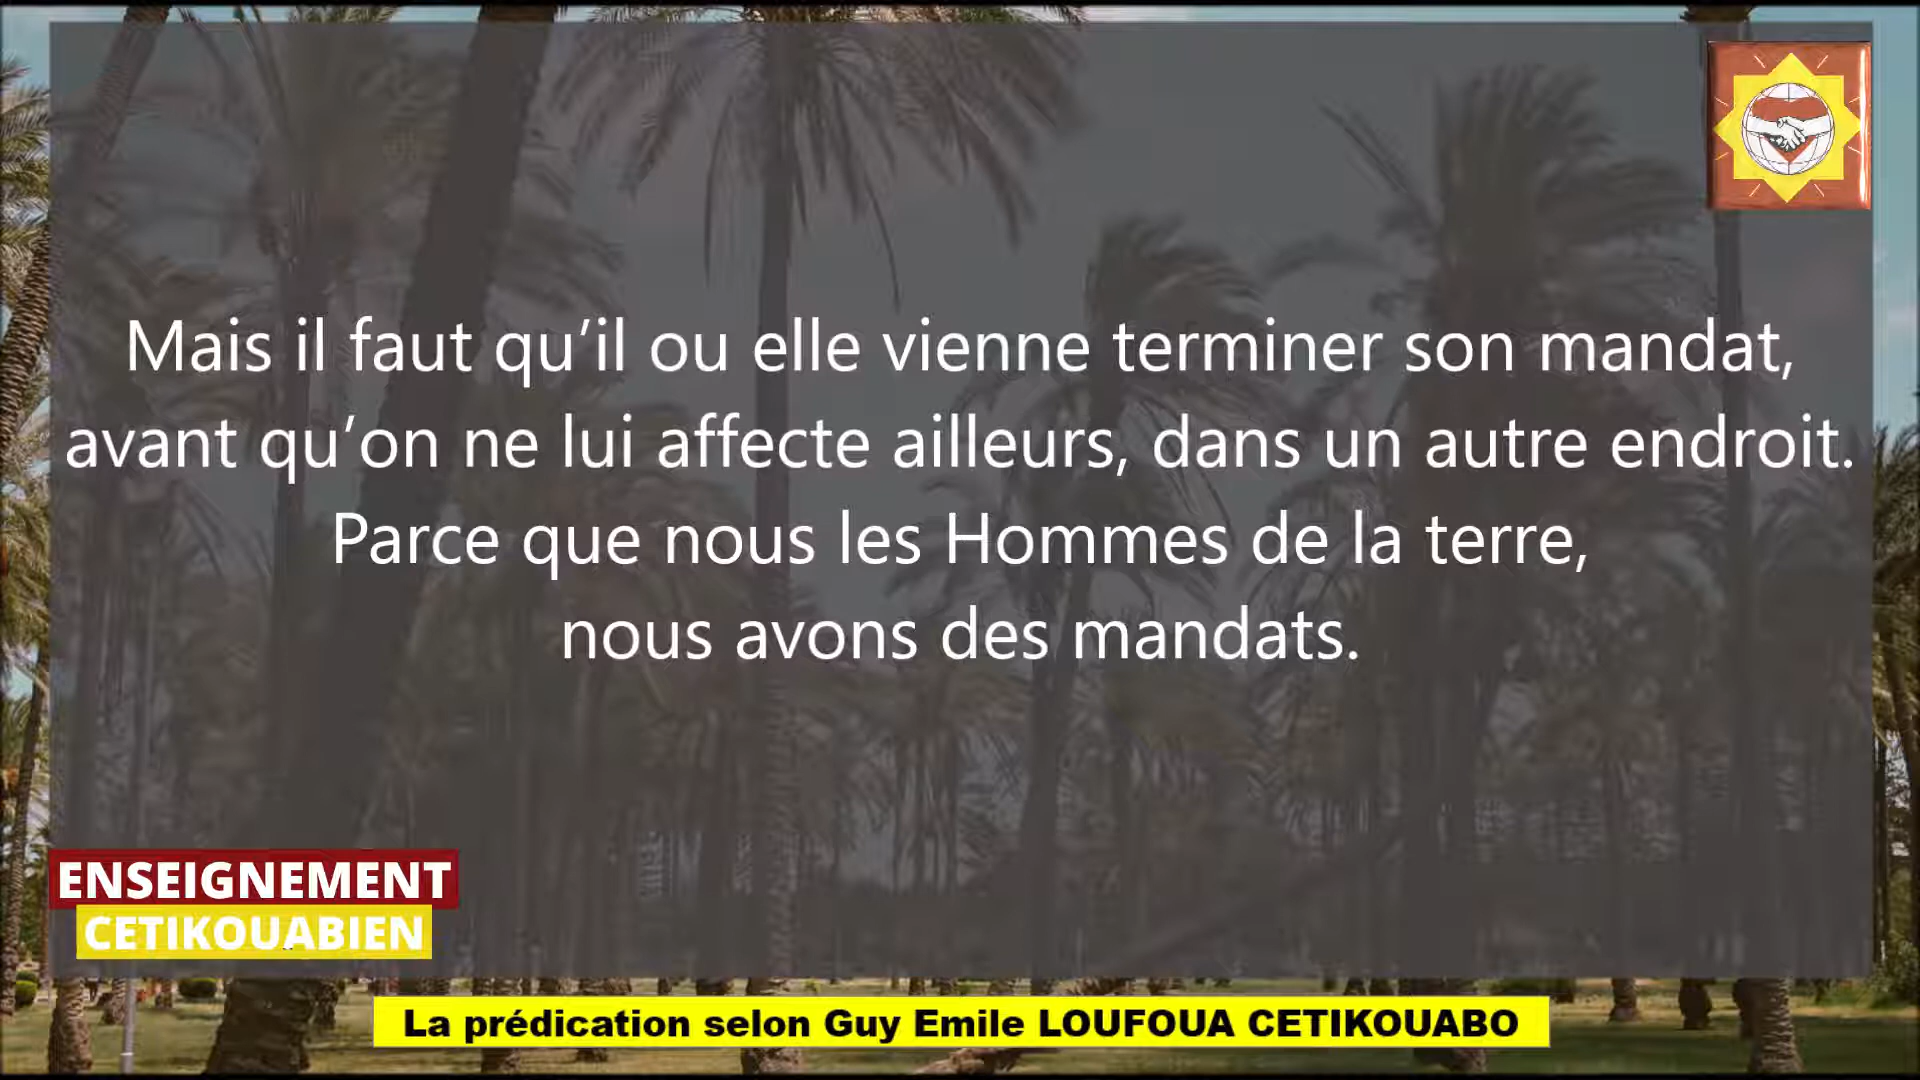 Mais il faut qu’il ou elle vienne terminer son mandat,
avant qu’on ne lui affecte ailleurs, dans un autre endroit.
Parce que nous les Hommes de la terre,
nous avons des mandats.
ENSEIGNEMENT
CETIKOUABIEN
La prédication selon Guy Emile LOUFOUA CETIKOUABO